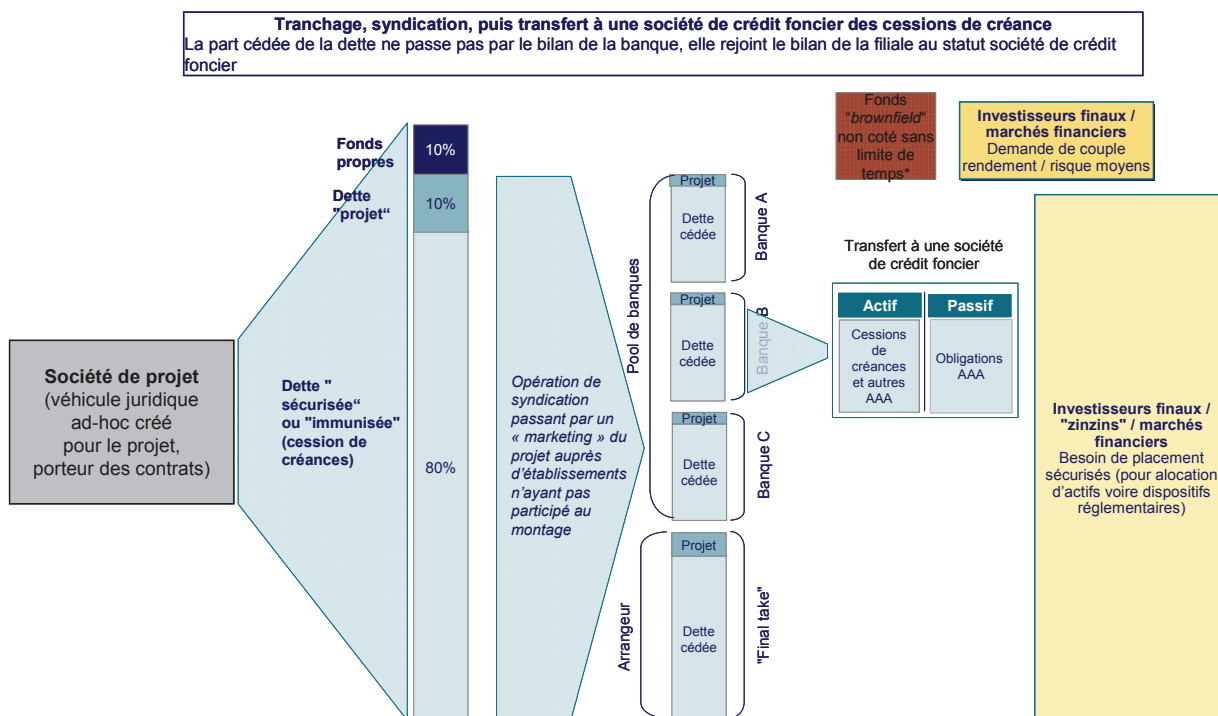 Tranchage, syndication, puis transfert à une société de crédit foncier des cessions de créance
La part cédée de la dette ne passe pas par le bilan de la banque, elle rejoint le bilan de la filiale au statut société de crédit
foncier
Fonds
"brownfield"
non coté sans
limite de
temps*
Investisseurs finaux /
marchés financiers
Demande de couple
rendement / risque moyens
Fonds
propres
10%
Dette
"projet“
10%
Société de projet
(véhicule juridique
ad-hoc créé
pour le projet,
porteur des contrats)
Dette "
sécurisée“
ou "immunisée"
(cession de
créances)
80%
Opération de
syndication
passant par un
« marketing » du
projet auprès
d’établissements
n’ayant pas
participé au
montage
Pool de banques
Projet
Dette
cédée
Banque A
Projet
Dette
cédée
Banque B
Projet
Dette
cédée
Banque C
Arrangeur
Projet
Dette
cédée
"Final take"
Transfert à une société
de crédit foncier
Actif
Passif
Cessions
de
créances
et autres
AAA
Obligations
AAA
Investisseurs finaux /
"zinzins" / marchés
financiers
Besoin de placement
sécurisés (pour alocation
d’actifs voire dispositifs
réglementaires)